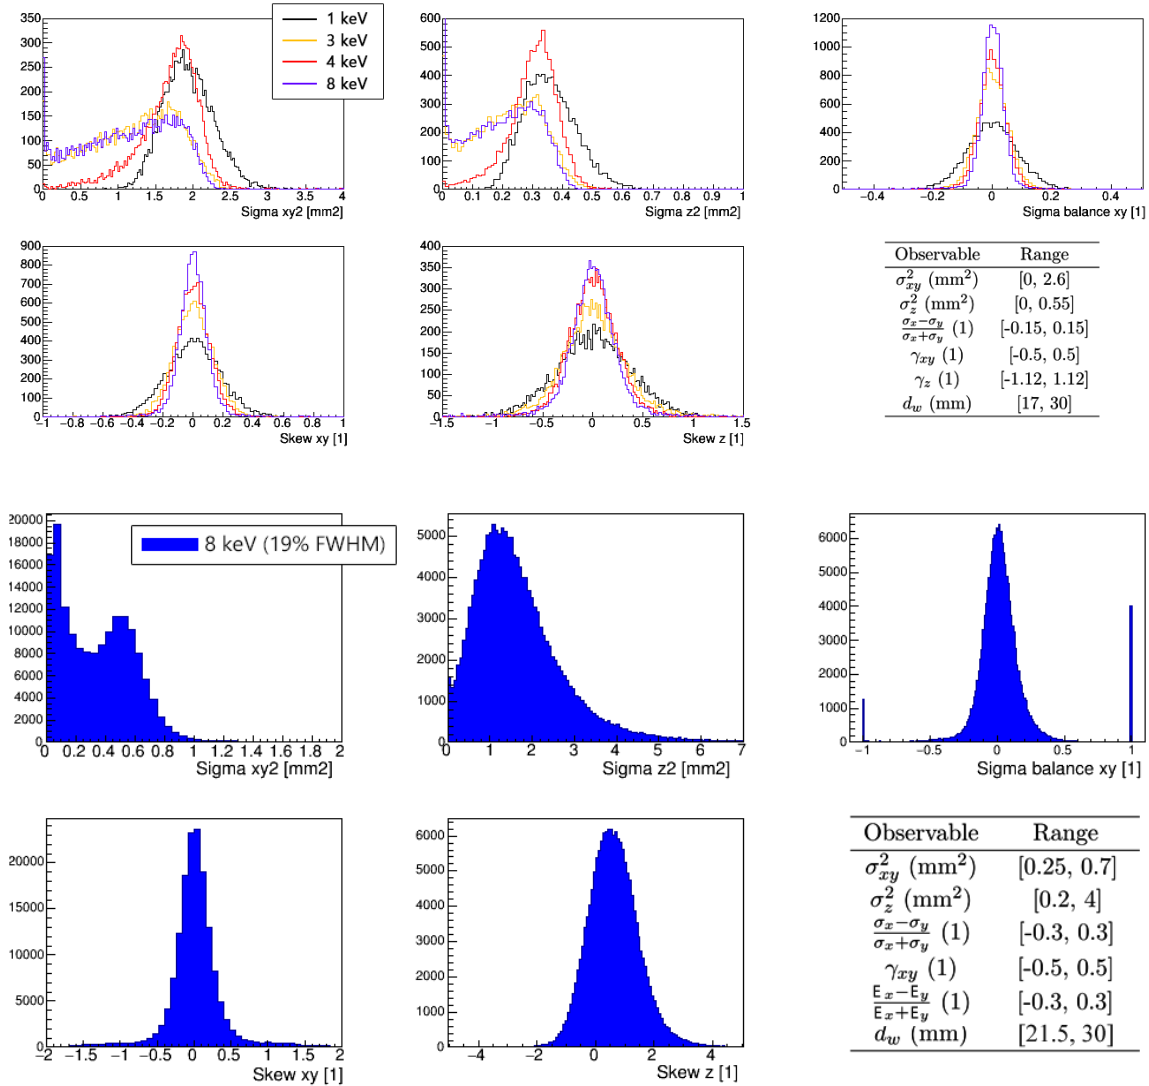 350
300
250
200
150
100
50
0
0 0.5 1 1.5 2 2.5 3 3.5 4
Sigma xy2 [mm2]
1 keV
3 keV
4 keV
8 keV
600
500
400
300
200
100
0
0 0.1 0.2 0.3 0.4 0.5 0.6 0.7 0.8 0.9 1
Sigma z2 [mm2]
1200
1000
800
600
400
200
0
−0.4 −0.2 0 0.2 0.4
Sigma balance xy [1]
900
800
700
600
500
400
300
200
100
0
−1 −0.8 −0.6 −0.4 −0.2 0 0.2 0.4 0.6 0.8 1
Skew xy [1]
400
350
300
250
200
150
100
50
0
−1.5 −1 −0.5 0 0.5 1 1.5
Skew z [1]
Observable Range
σ²xy (mm²) [0, 2.6]
σ²z (mm²) [0, 0.55]
σx−σy / σx+σy (1) [-0.15, 0.15]
γxy (1) [-0.5, 0.5]
γz (1) [-1.12, 1.12]
dw (mm) [17, 30]
20000
18000
16000
14000
12000
10000
8000
6000
4000
2000
0
0 0.2 0.4 0.6 0.8 1 1.2 1.4 1.6 1.8 2
Sigma xy2 [mm2]
8 keV (19% FWHM)
5000
4000
3000
2000
1000
0
0 1 2 3 4 5 6 7
Sigma z2 [mm2]
6000
5000
4000
3000
2000
1000
0
−1 −0.5 0 0.5 1
Sigma balance xy [1]
20000
15000
10000
5000
0
−2 −1.5 −1 −0.5 0 0.5 1 1.5 2
Skew xy [1]
6000
5000
4000
3000
2000
1000
0
−4 −2 0 2 4
Skew z [1]
Observable Range
σ²xy (mm²) [0.25, 0.7]
σ²z (mm²) [0.2, 4]
σx−σy / σx+σy (1) [-0.3, 0.3]
γxy (1) [-0.5, 0.5]
Ex−Ey / Ex+Ey (1) [-0.3, 0.3]
dw (mm) [21.5, 30]